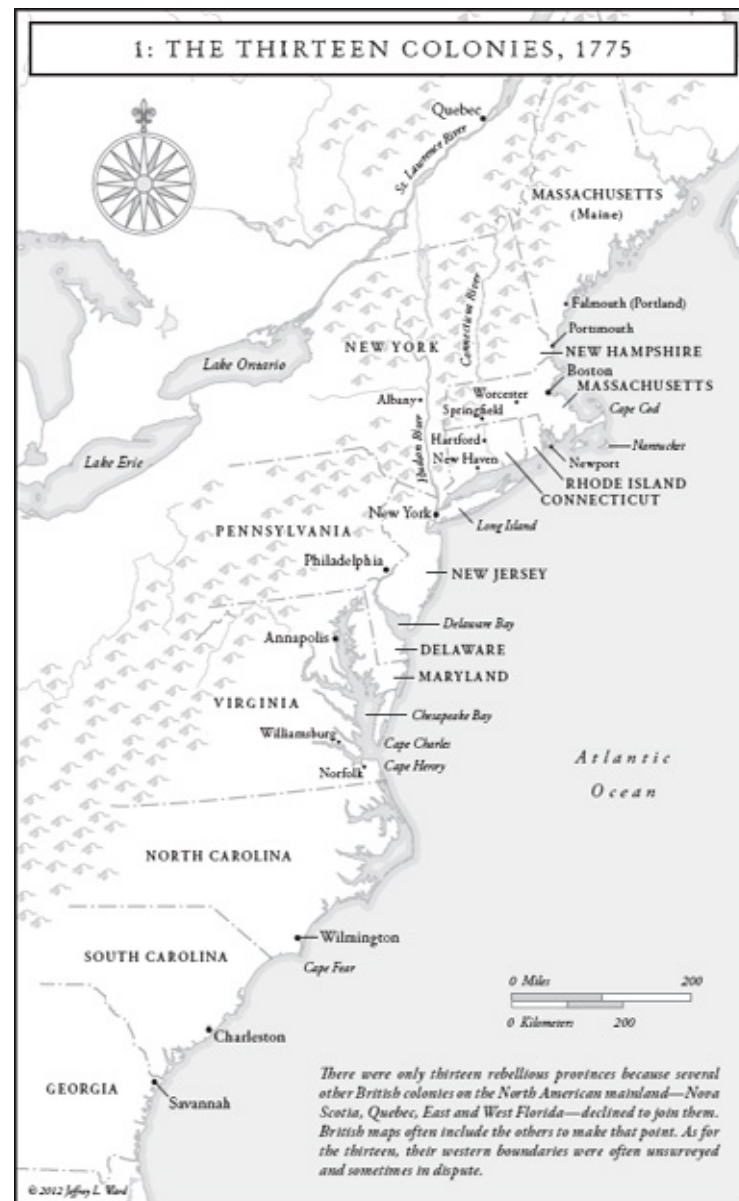 1: THE THIRTEEN COLONIES, 1775
Quebec
St. Lawrence River
MASSACHUSETTS
(Maine)
Connecticut River
Falmouth (Portland)
Portsmouth
NEW YORK
NEW HAMPSHIRE
Lake Ontario
Boston
MASSACHUSETTS
Albany
Worcester
Springfield
Cape Cod
Hudson River
Hartford
Nantucket
Lake Erie
New Haven
Newport
RHODE ISLAND
CONNECTICUT
New York
Long Island
PENNSYLVANIA
Philadelphia
NEW JERSEY
Delaware Bay
Annapolis
DELAWARE
MARYLAND
VIRGINIA
Chesapeake Bay
Williamsburg
Cape Charles
Norfolk
Cape Henry
Atlantic
Ocean
NORTH CAROLINA
Wilmington
SOUTH CAROLINA
Cape Fear
0 Miles 200
0 Kilometers 200
Charleston
GEORGIA
Savannah
There were only thirteen rebellious provinces because several
other British colonies on the North American mainland—Nova
Scotia, Quebec, East and West Florida—declined to join them.
British maps often include the others to make that point. As for
the thirteen, their western boundaries were often unsurveyed
and sometimes in dispute.
© 2012 Jeffrey L. Ward